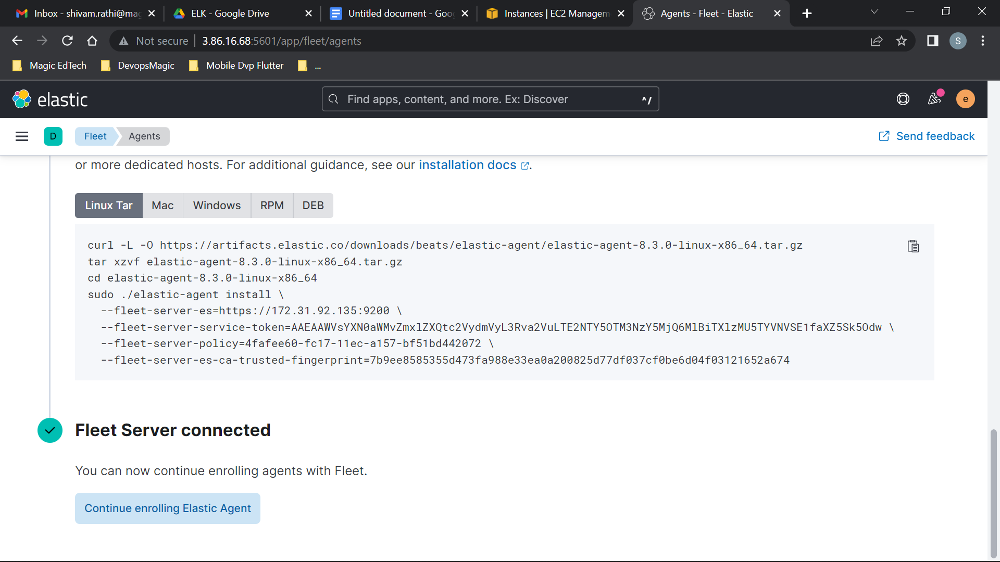 Inbox - shivam.rathi@mag
ELK - Google Drive
Untitled document - Goo
Instances | EC2 Managem
Agents - Fleet - Elastic
Not secure
3.86.16.68:5601/app/fleet/agents
S
Magic EdTech
DevopsMagic
Mobile Dvp Flutter
...
elastic
Find apps, content, and more. Ex: Discover
^/
e
D
Fleet
Agents
Send feedback
or more dedicated hosts. For additional guidance, see our installation docs.
Linux Tar
Mac
Windows
RPM
DEB
curl -L -O https://artifacts.elastic.co/downloads/beats/elastic-agent/elastic-agent-8.3.0-linux-x86_64.tar.gz
tar xzvf elastic-agent-8.3.0-linux-x86_64.tar.gz
cd elastic-agent-8.3.0-linux-x86_64
sudo ./elastic-agent install \
--fleet-server-es=https://172.31.92.135:9200 \
--fleet-server-service-token=AAEAAWVsYXN0aWMvZmxlZXQtc2VydmVyL3Rva2VuLTE2NTY5OTM3NzY5MjQ6MlBiTXlzMU5TYVNVSE1faXZ5Sk5Odw \
--fleet-server-policy=4fafee60-fc17-11ec-a157-bf51bd442072 \
--fleet-server-es-ca-trusted-fingerprint=7b9ee8585355d473fa988e33ea0a200825d77df037cf0be6d04f03121652a674
Fleet Server connected
You can now continue enrolling agents with Fleet.
Continue enrolling Elastic Agent